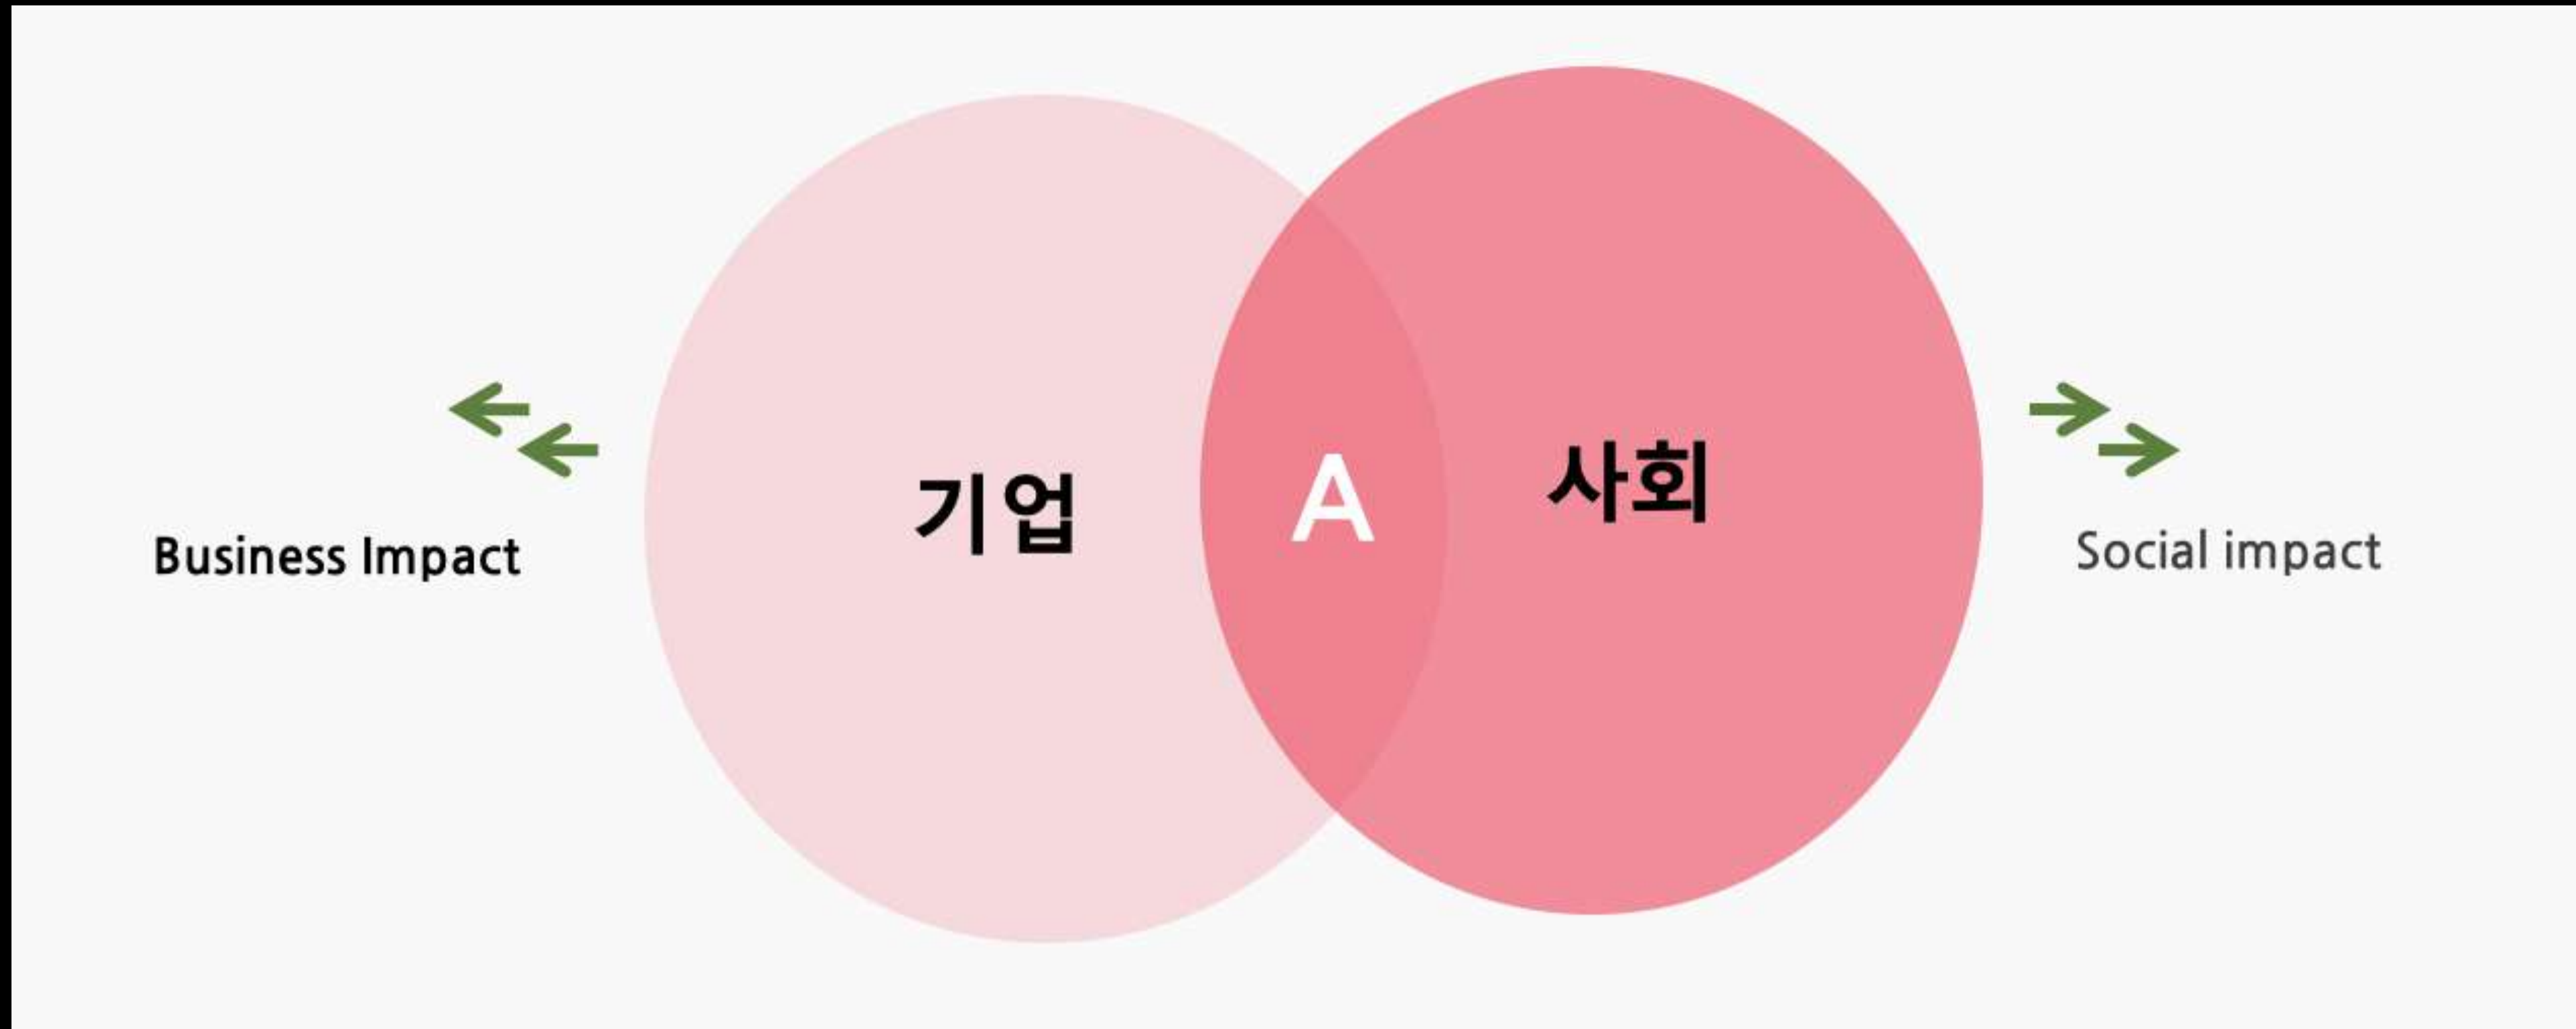 기업
A
사회
Business Impact
Social impact